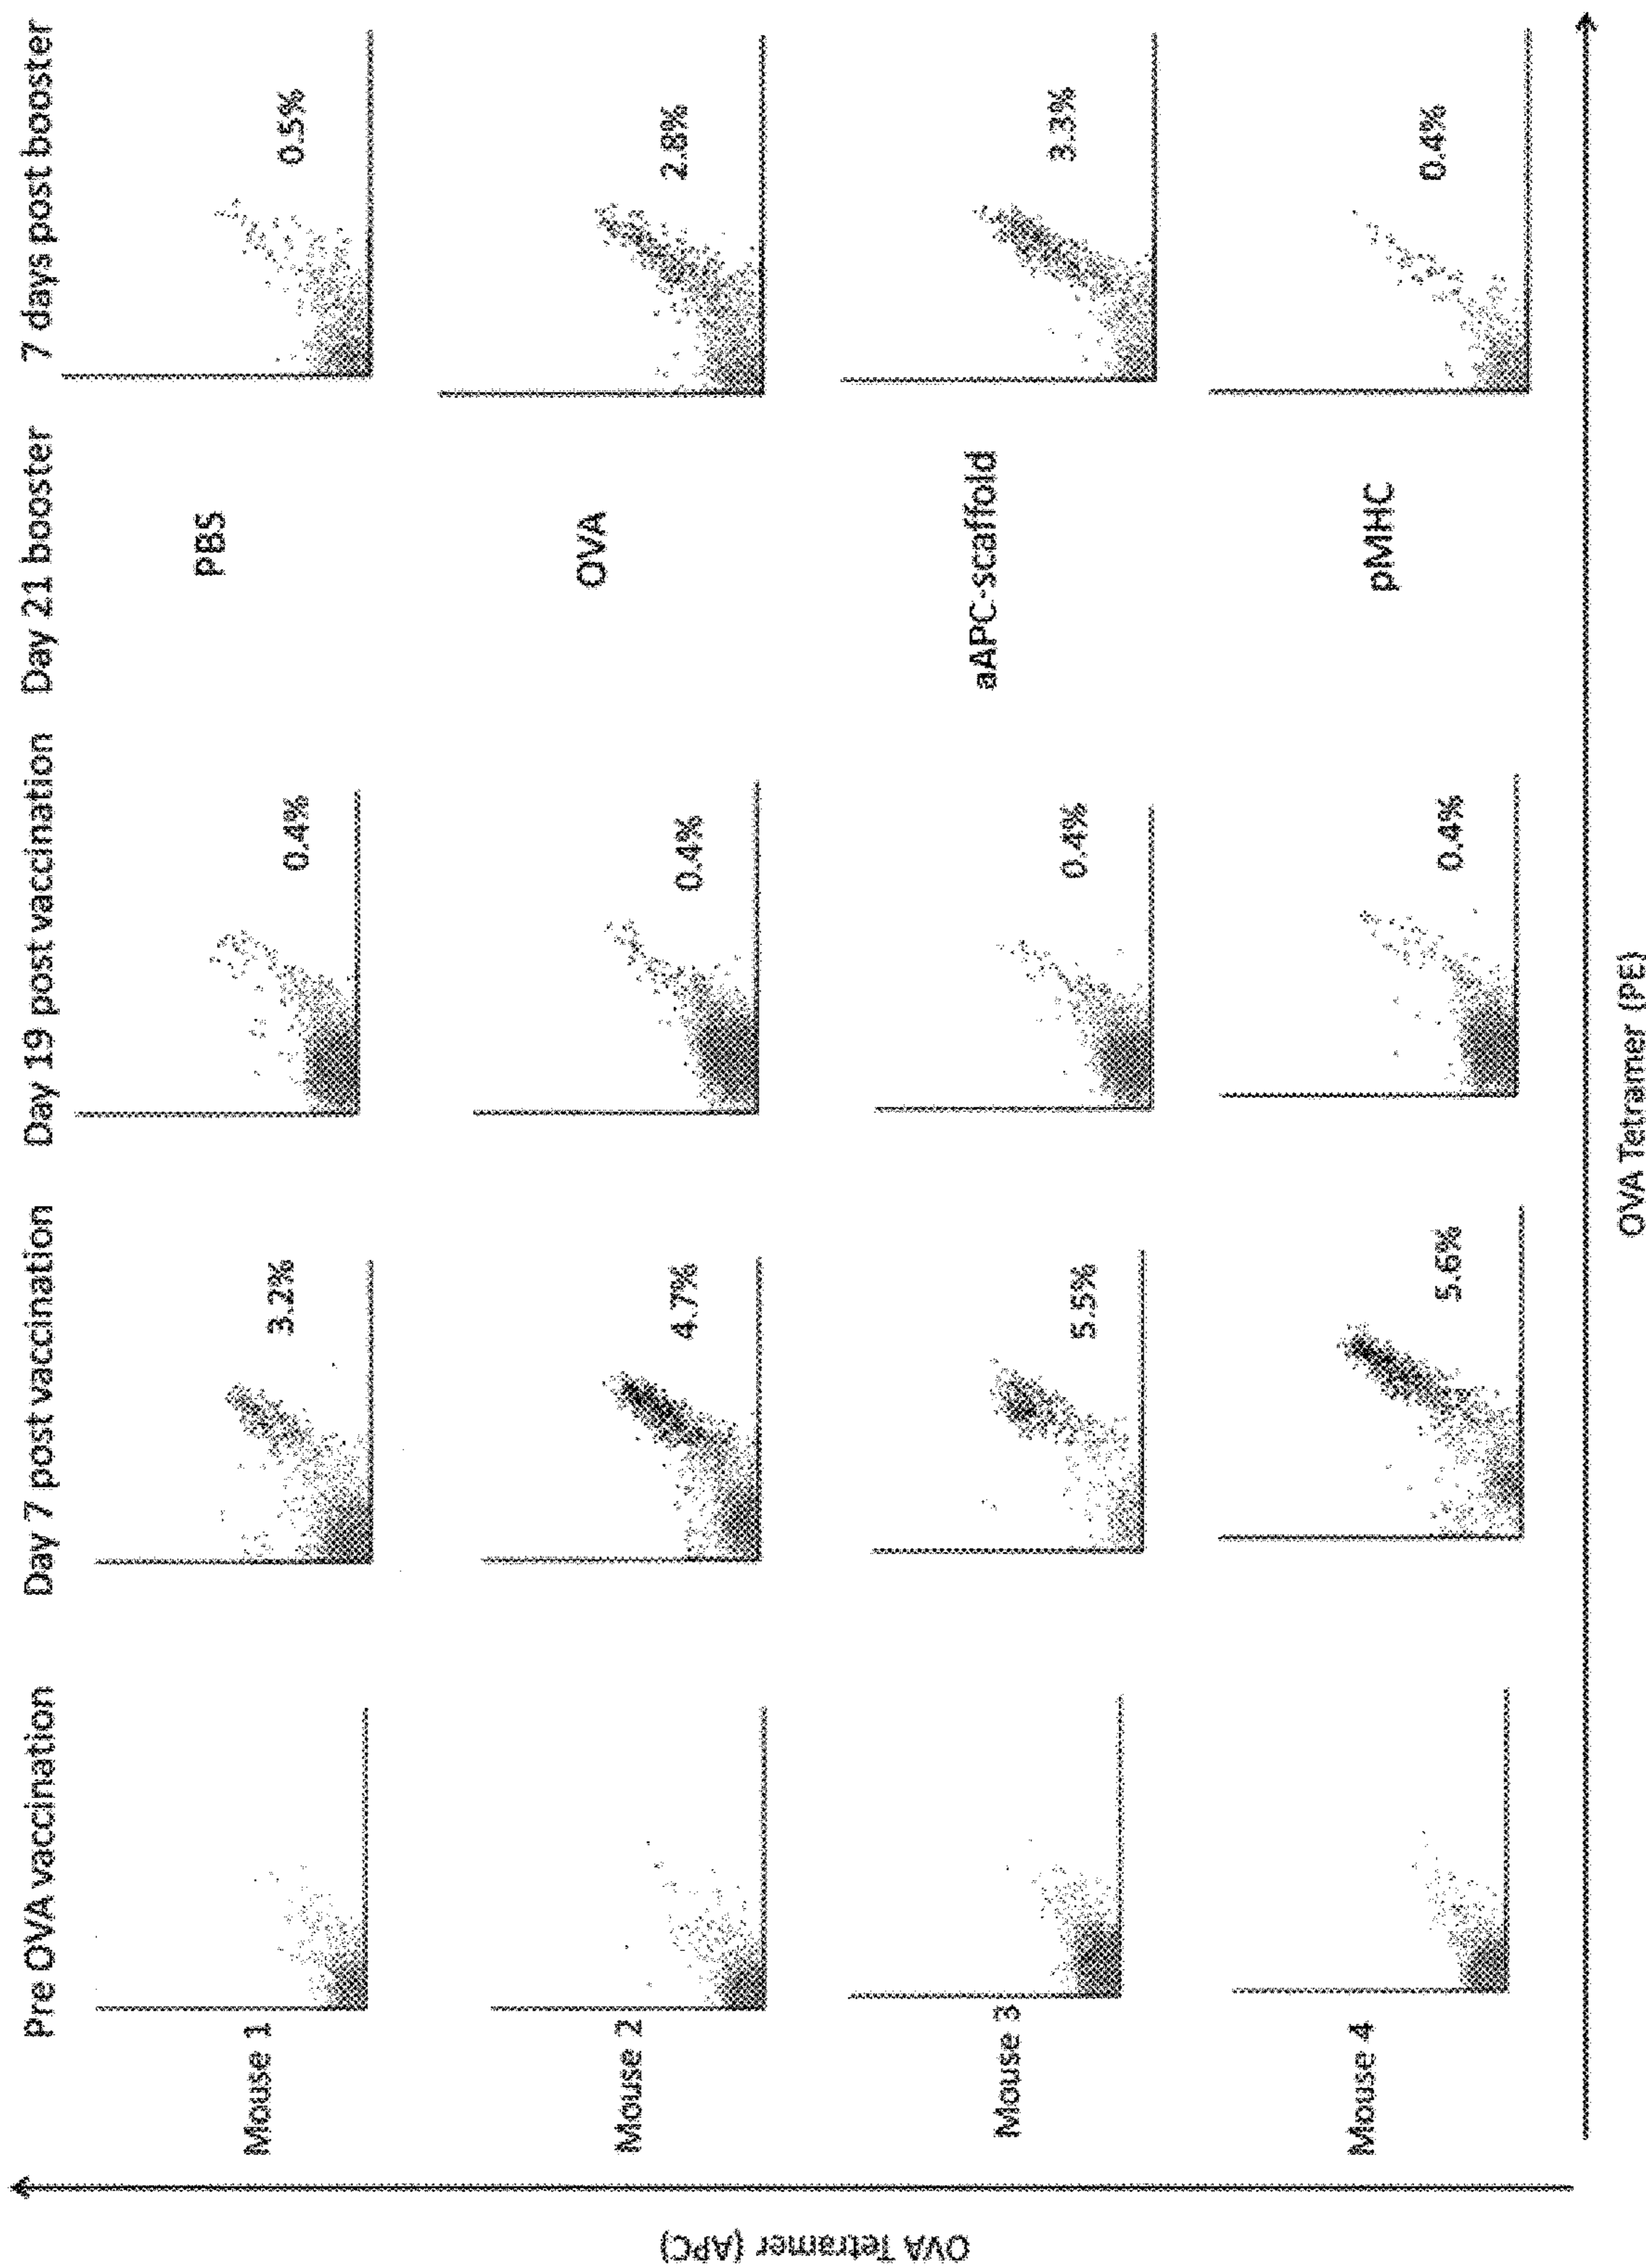 Pre OVA vaccination Day 7 post vaccination Day 19 post vaccination Day 21 booster 7 days post booster
Mouse 1 3.2% 0.4% PBS 0.5%
Mouse 2 4.7% 0.4% OVA 2.8%
Mouse 3 5.5% 0.4% aAPC-scaffold 3.3%
Mouse 4 5.6% 0.4% pMHC 0.4%
OVA Tetramer (APC)
OVA Tetramer (PE)